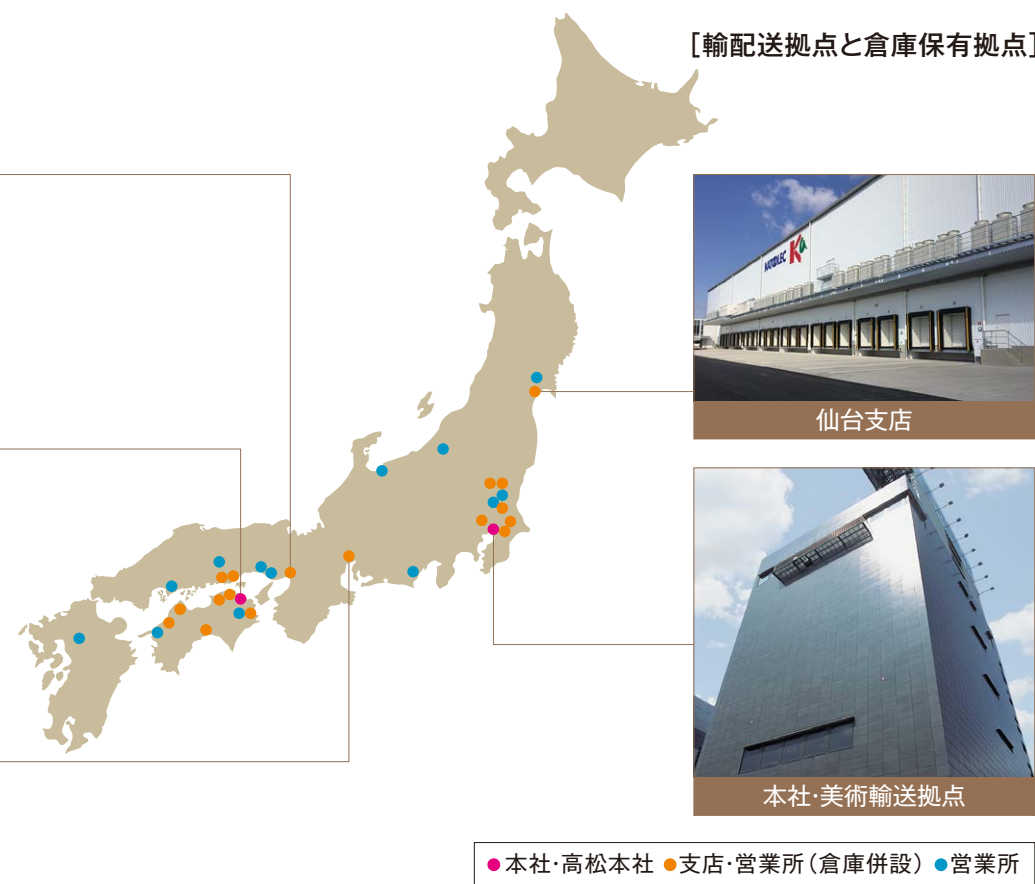 [輸配送拠点と倉庫保有拠点]
KATOLEC
仙台支店
本社・美術輸送拠点
●本社・高松本社 ●支店・営業所(倉庫併設) ●営業所